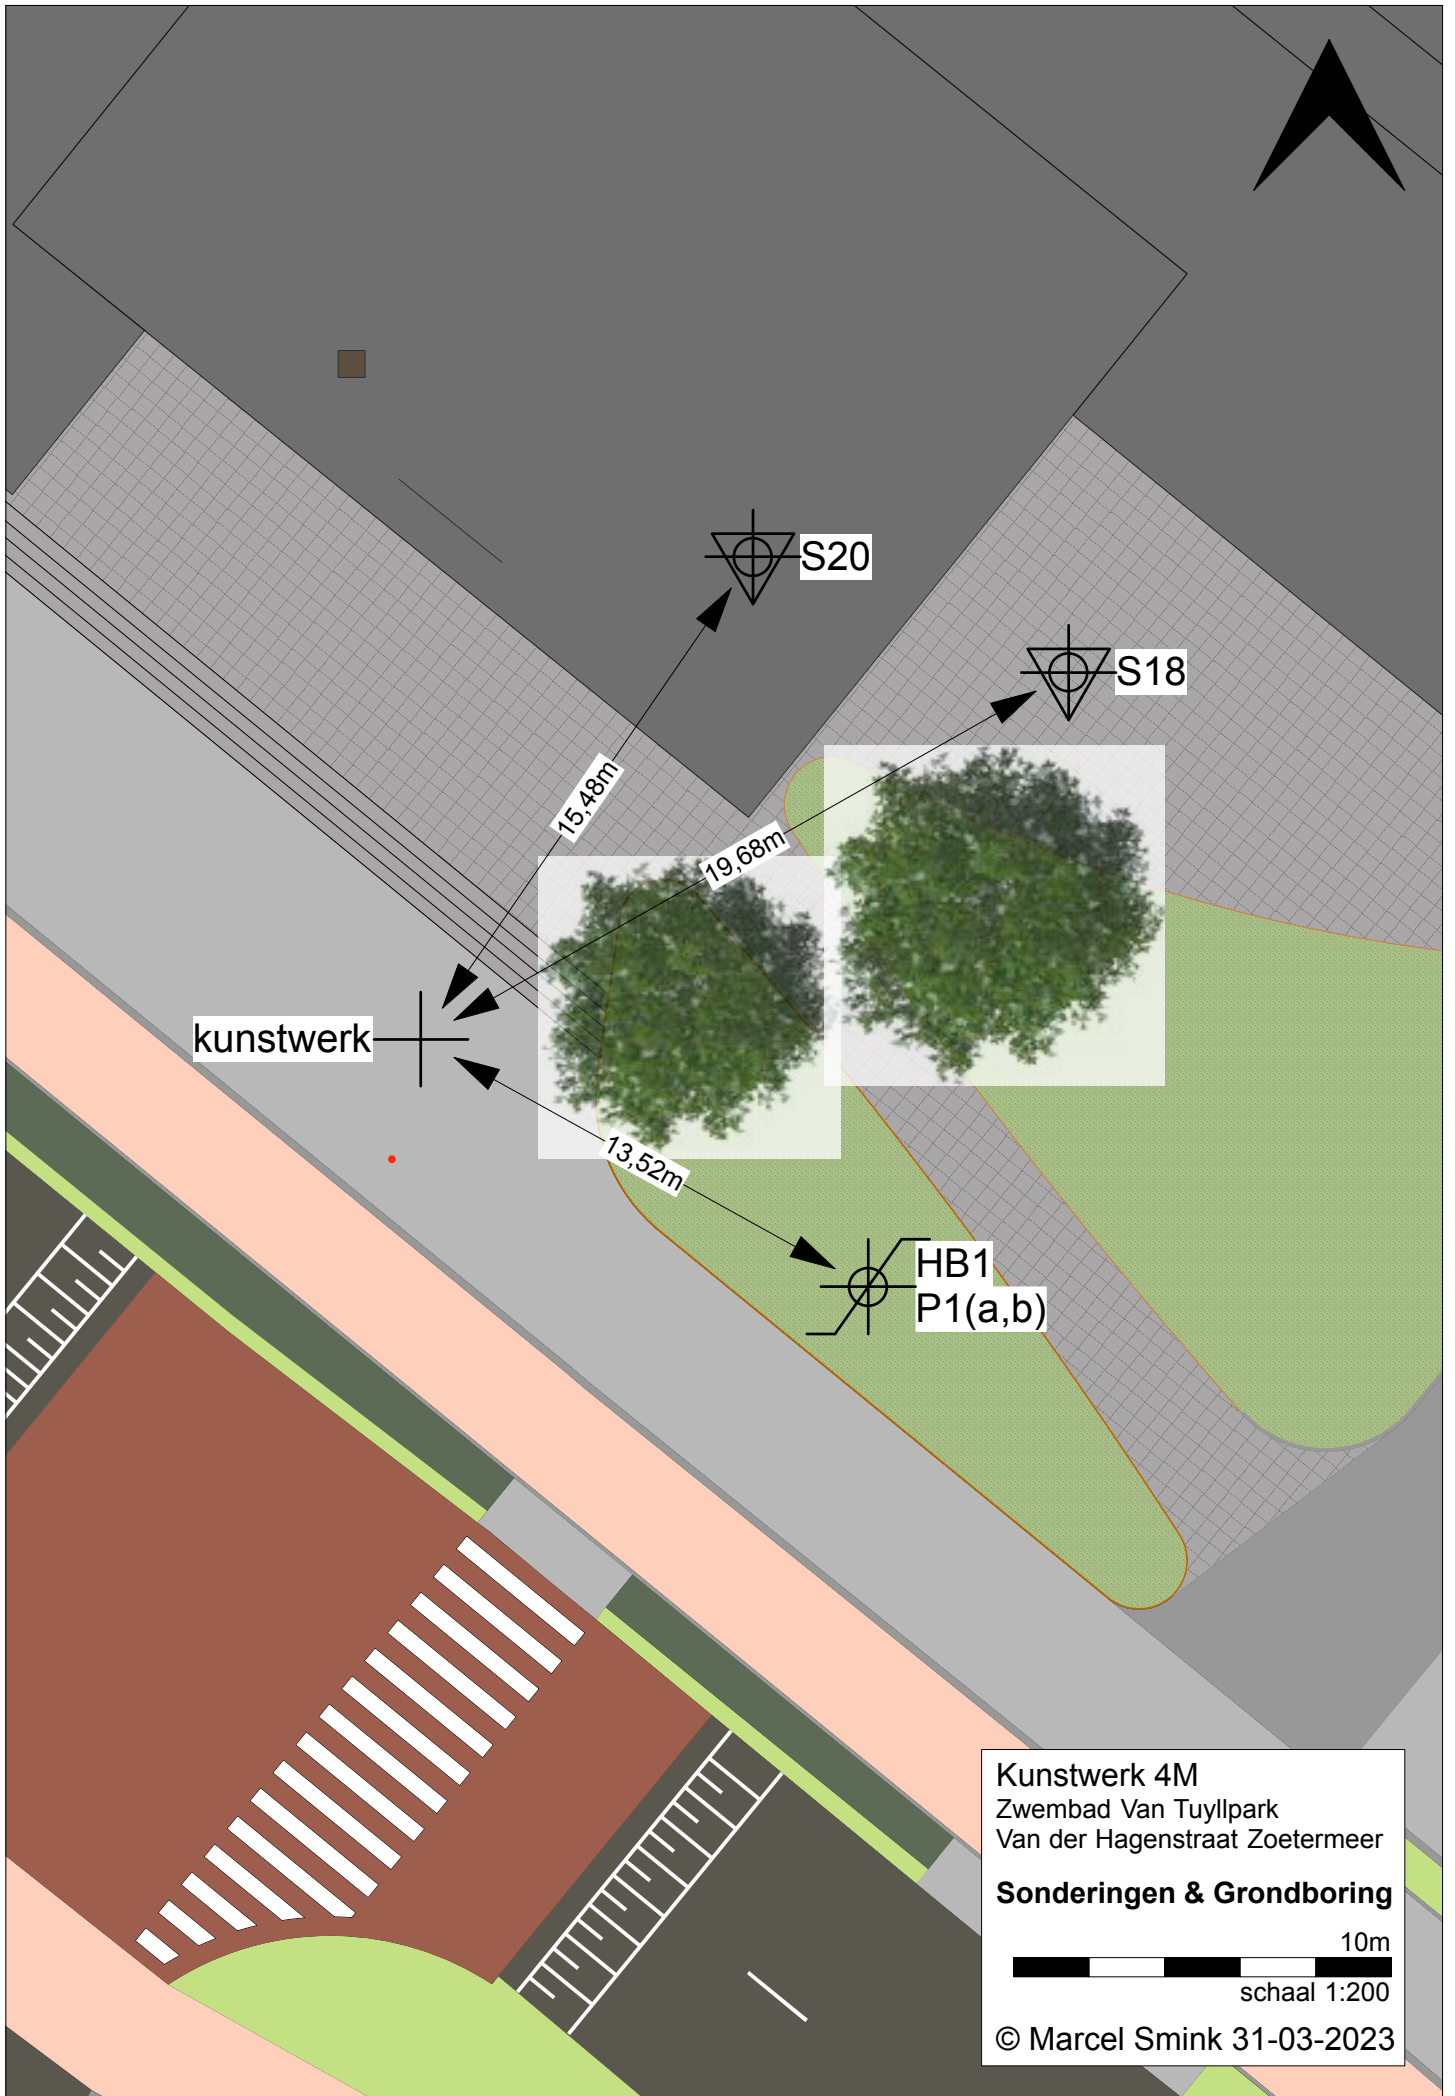 S20
S18
15,48m
19,68m
kunstwerk
13,52m
HB1
P1(a,b)
Kunstwerk 4M
Zwembad Van Tuyllpark
Van der Hagenstraat Zoetermeer
Sonderingen & Grondboring
10m
schaal 1:200
© Marcel Smink 31-03-2023